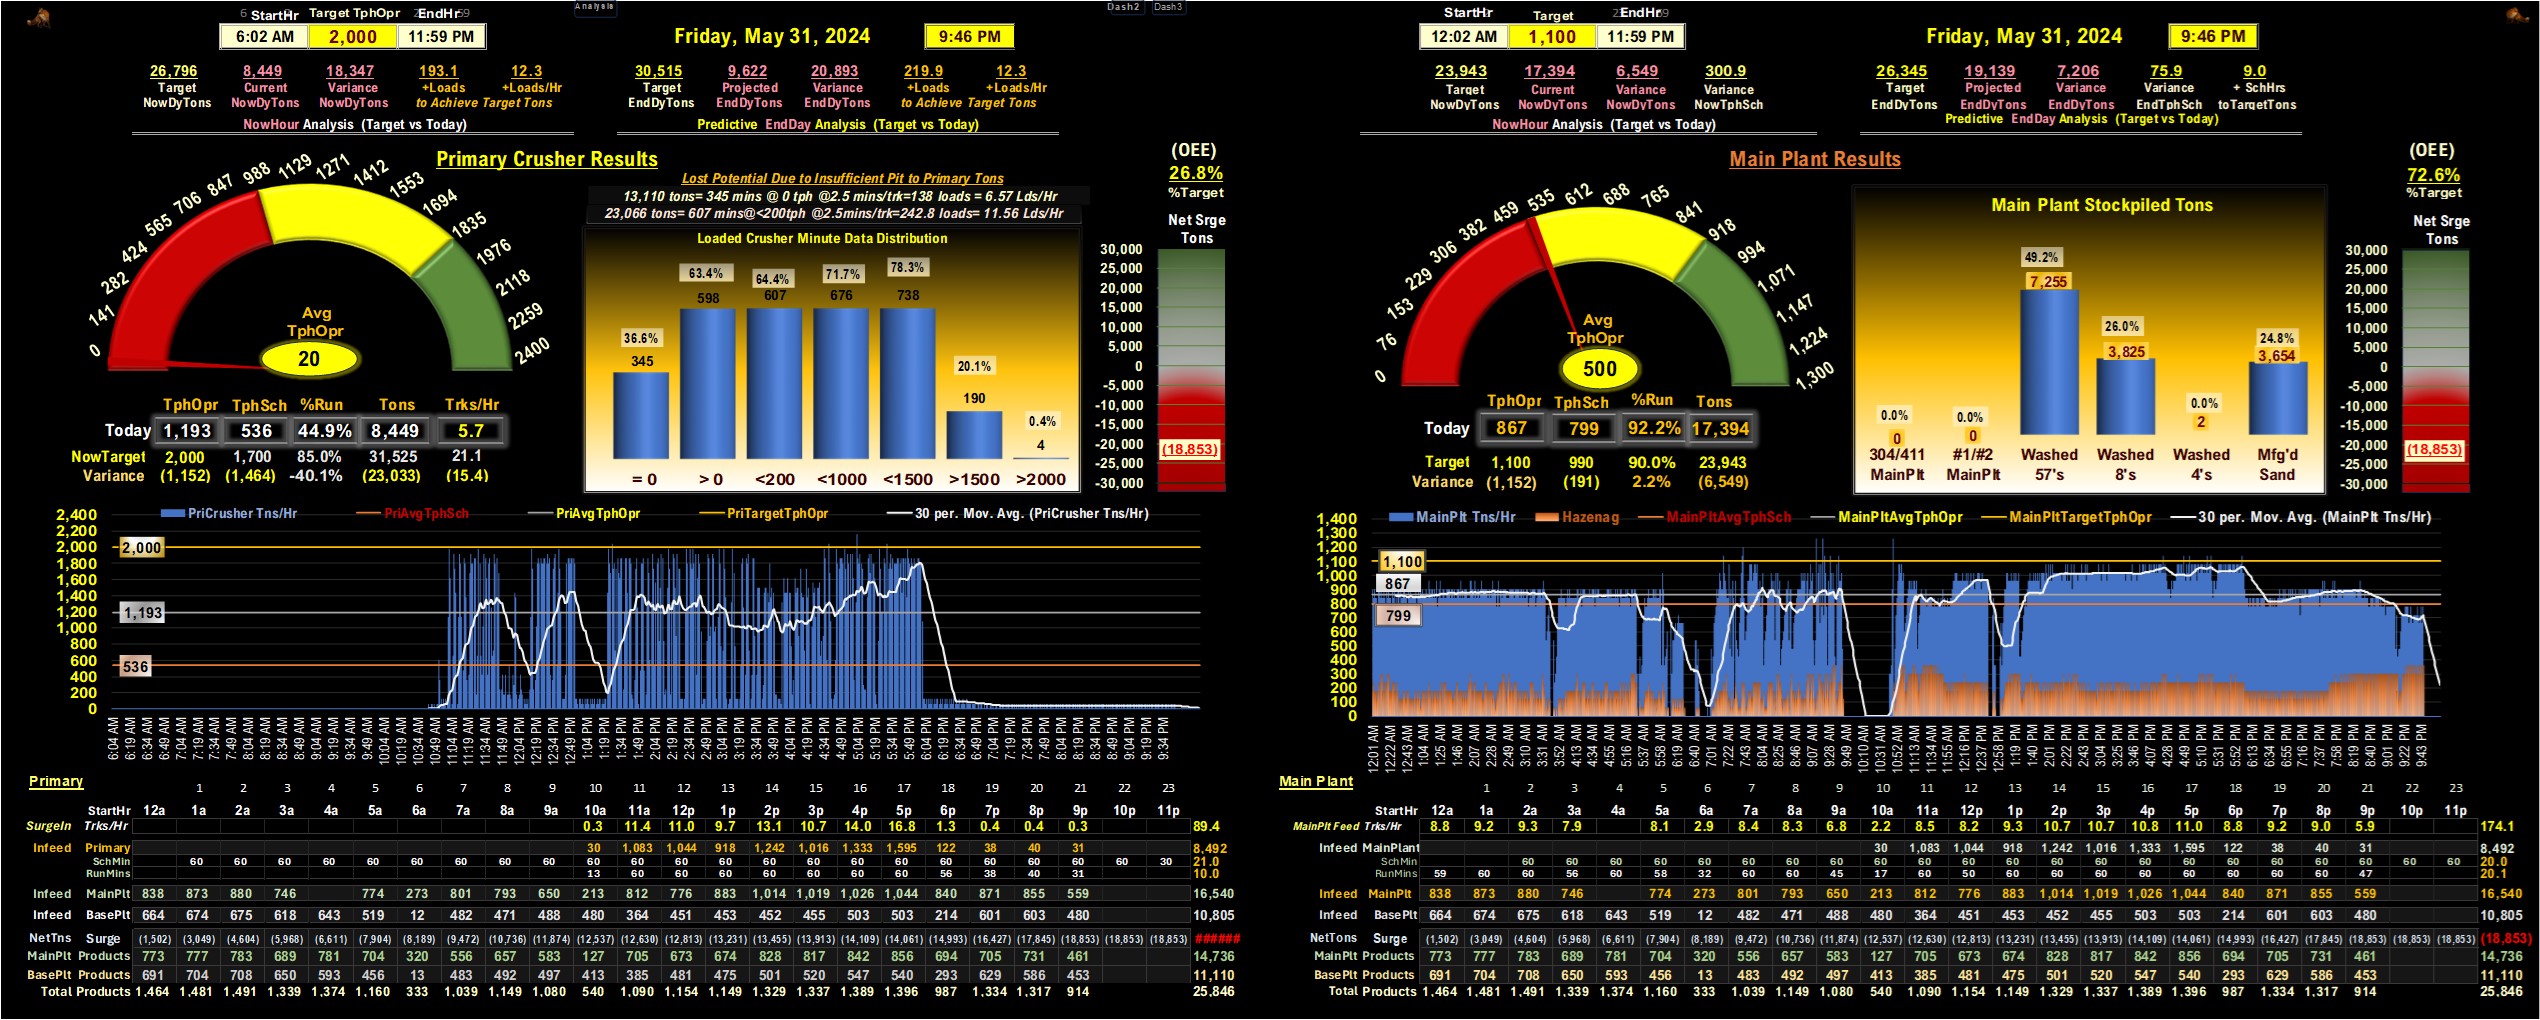 StartHr Target TphOpr EndHr
6:02 AM 2,000 11:59 PM
Analysis
Dash2 Dash3
Friday, May 31, 2024 9:46 PM
26,796 8,449 18,347 193.1 12.3
Target Current Variance +Loads +Loads/Hr
NowDyTons NowDyTons NowDyTons to Achieve Target Tons
NowHour Analysis (Target vs Today)
30,515 9,622 20,893 219.9 12.3
Target Projected Variance +Loads +Loads/Hr
EndDyTons EndDyTons EndDyTons to Achieve Target Tons
Predictive EndDay Analysis (Target vs Today)
Primary Crusher Results
Lost Potential Due to Insufficient Pit to Primary Tons
13,110 tons= 345 mins @ 0 tph @2.5 mins/trk=138 loads = 6.57 Lds/Hr
23,066 tons= 607 mins@<200tph @2.5mins/trk=242.8 loads= 11.56 Lds/Hr
(OEE)
26.8%
%Target
Net Srge
Tons
30,000
25,000
20,000
15,000
10,000
5,000
0
-5,000
-10,000
-15,000
-20,000
-25,000
-30,000
(18,853)
0 141 282 424 565 706 847 988 1129 1271 1412 1553 1694 1835 1976 2118 2259 2400
Avg
TphOpr
20
TphOpr TphSch %Run Tons Trks/Hr
Today 1,193 536 44.9% 8,449 5.7
NowTarget 2,000 1,700 85.0% 31,525 21.1
Variance (1,152) (1,464) -40.1% (23,033) (15.4)
Loaded Crusher Minute Data Distribution
36.6% 63.4% 64.4% 71.7% 78.3% 20.1% 0.4%
345 598 607 676 738 190 4
= 0 > 0 <200 <1000 <1500 >1500 >2000
PriCrusher Tns/Hr PriAvgTphSch PriAvgTphOpr PriTargetTphOpr 30 per. Mov. Avg. (PriCrusher Tns/Hr)
2,400
2,200
2,000
1,800
1,600
1,400
1,200
1,000
800
600
400
200
0
2,000
1,193
536
6:04 AM 6:19 AM 6:34 AM 6:49 AM 7:04 AM 7:19 AM 7:34 AM 7:49 AM 8:04 AM 8:19 AM 8:34 AM 8:49 AM 9:04 AM 9:19 AM 9:34 AM 9:49 AM 10:04 AM 10:19 AM 10:34 AM 10:49 AM 11:04 AM 11:19 AM 11:34 AM 11:49 AM 12:04 PM 12:19 PM 12:34 PM 12:49 PM 1:04 PM 1:19 PM 1:34 PM 1:49 PM 2:04 PM 2:19 PM 2:34 PM 2:49 PM 3:04 PM 3:19 PM 3:34 PM 3:49 PM 4:04 PM 4:19 PM 4:34 PM 4:49 PM 5:04 PM 5:19 PM 5:34 PM 5:49 PM 6:04 PM 6:19 PM 6:34 PM 6:49 PM 7:04 PM 7:19 PM 7:34 PM 7:49 PM 8:04 PM 8:19 PM 8:34 PM 8:49 PM 9:04 PM 9:19 PM 9:34 PM
Primary
1 2 3 4 5 6 7 8 9 10 11 12 13 14 15 16 17 18 19 20 21 22 23
StartHr 12a 1a 2a 3a 4a 5a 6a 7a 8a 9a 10a 11a 12p 1p 2p 3p 4p 5p 6p 7p 8p 9p 10p 11p
SurgeIn Trks/Hr 0.3 11.4 11.0 9.7 13.1 10.7 14.0 16.8 1.3 0.4 0.4 0.3 89.4
Infeed Primary 30 1,083 1,044 918 1,242 1,016 1,333 1,595 122 38 40 31 8,492
SchMin 60 60 60 60 60 60 60 60 60 60 60 60 60 60 60 60 60 60 60 60 60 60 30 21.0
RunMins 13 60 60 60 60 60 60 60 56 38 40 31 10.0
Infeed MainPlt 838 873 880 746 774 273 801 793 650 213 812 776 883 1,014 1,019 1,026 1,044 840 871 855 559 16,540
Infeed BasePlt 664 674 675 618 643 519 12 482 471 488 480 364 451 453 452 455 503 503 214 601 603 480 10,805
NetTns Surge (1,502) (3,049) (4,604) (5,968) (6,611) (7,904) (8,189) (9,472) (10,736) (11,874) (12,537) (12,630) (12,813) (13,231) (13,455) (13,913) (14,109) (14,061) (14,993) (16,427) (17,845) (18,853) (18,853) (18,853) ######
MainPlt Products 773 777 783 689 781 704 320 556 657 583 127 705 673 674 828 817 842 856 694 705 731 461 14,736
BasePlt Products 691 704 708 650 593 456 13 483 492 497 413 385 481 475 501 520 547 540 293 629 586 453 11,110
Total Products 1,464 1,481 1,491 1,339 1,374 1,160 333 1,039 1,149 1,080 540 1,090 1,154 1,149 1,329 1,337 1,389 1,396 987 1,334 1,317 914 25,846
StartHr Target EndHr
12:02 AM 1,100 11:59 PM
Friday, May 31, 2024 9:46 PM
23,943 17,394 6,549 300.9
Target Current Variance Variance
NowDyTons NowDyTons NowDyTons NowTphSch
NowHour Analysis (Target vs Today)
26,345 19,139 7,206 75.9 9.0
Target Projected Variance Variance + SchHrs
EndDyTons EndDyTons EndDyTons EndTphSch toTargetTons
Predictive EndDay Analysis (Target vs Today)
Main Plant Results
(OEE)
72.6%
%Target
Net Srge
Tons
30,000
25,000
20,000
15,000
10,000
5,000
0
-5,000
-10,000
-15,000
-20,000
-25,000
-30,000
(18,853)
0 76 153 229 306 382 459 535 612 688 765 841 918 994 1,071 1,147 1,224 1,300
Avg
TphOpr
500
TphOpr TphSch %Run Tons
Today 867 799 92.2% 17,394
Target 1,100 990 90.0% 23,943
Variance (1,152) (191) 2.2% (6,549)
Main Plant Stockpiled Tons
0.0% 0.0% 49.2% 26.0% 0.0% 24.8%
0 0 7,255 3,825 2 3,654
304/411 #1/#2 Washed Washed Washed Mfg'd
MainPlt MainPlt 57's 8's 4's Sand
MainPlt Tns/Hr Hazenag MainPltAvgTphSch MainPltAvgTphOpr MainPltTargetTphOpr 30 per. Mov. Avg. (MainPlt Tns/Hr)
1,400
1,300
1,200
1,100
1,000
900
800
700
600
500
400
300
200
100
0
1,100
867
799
12:01 AM 12:22 AM 12:43 AM 1:04 AM 1:25 AM 1:46 AM 2:07 AM 2:28 AM 2:49 AM 3:10 AM 3:31 AM 3:52 AM 4:13 AM 4:34 AM 4:55 AM 5:16 AM 5:37 AM 5:58 AM 6:19 AM 6:40 AM 7:01 AM 7:22 AM 7:43 AM 8:04 AM 8:25 AM 8:46 AM 9:07 AM 9:28 AM 9:49 AM 10:10 AM 10:31 AM 10:52 AM 11:13 AM 11:34 AM 11:55 AM 12:16 PM 12:37 PM 12:58 PM 1:19 PM 1:40 PM 2:01 PM 2:22 PM 2:43 PM 3:04 PM 3:25 PM 3:46 PM 4:07 PM 4:28 PM 4:49 PM 5:10 PM 5:31 PM 5:52 PM 6:13 PM 6:34 PM 6:55 PM 7:16 PM 7:37 PM 7:58 PM 8:19 PM 8:40 PM 9:01 PM 9:22 PM 9:43 PM
Main Plant
1 2 3 4 5 6 7 8 9 10 11 12 13 14 15 16 17 18 19 20 21 22 23
StartHr 12a 1a 2a 3a 4a 5a 6a 7a 8a 9a 10a 11a 12p 1p 2p 3p 4p 5p 6p 7p 8p 9p 10p 11p
MainPlt Feed Trks/Hr 8.8 9.2 9.3 7.9 8.1 2.9 8.4 8.3 6.8 2.2 8.5 8.2 9.3 10.7 10.7 10.8 11.0 8.8 9.2 9.0 5.9 174.1
Infeed MainPlant 30 1,083 1,044 918 1,242 1,016 1,333 1,595 122 38 40 31 8,492
SchMin 60 60 60 60 60 60 60 60 60 60 60 60 60 60 60 60 60 60 60 60 60 60 20.0
RunMins 59 60 60 56 58 32 60 50 45 17 60 60 60 60 60 60 60 60 60 60 47 20.1
Infeed MainPlt 838 873 880 746 774 273 801 793 650 213 812 776 883 1,014 1,019 1,026 1,044 840 871 855 559 16,540
Infeed BasePlt 664 674 675 618 643 519 12 482 471 488 480 364 451 453 452 455 503 503 214 601 603 480 10,805
NetTons Surge (1,502) (3,049) (4,604) (5,968) (6,611) (7,904) (8,189) (9,472) (10,736) (11,874) (12,537) (12,630) (12,813) (13,231) (13,455) (13,913) (14,109) (14,061) (14,993) (16,427) (17,845) (18,853) (18,853) (18,853) (18,853)
MainPlt Products 773 777 783 689 781 704 320 556 657 583 127 705 673 674 828 817 842 856 694 705 731 461 14,736
BasePlt Products 691 704 708 650 593 456 13 483 492 497 413 385 481 475 501 520 547 540 293 629 586 453 11,110
Total Products 1,464 1,481 1,491 1,339 1,374 1,160 333 1,039 1,149 1,080 540 1,090 1,154 1,149 1,329 1,337 1,389 1,396 987 1,334 1,317 914 25,846